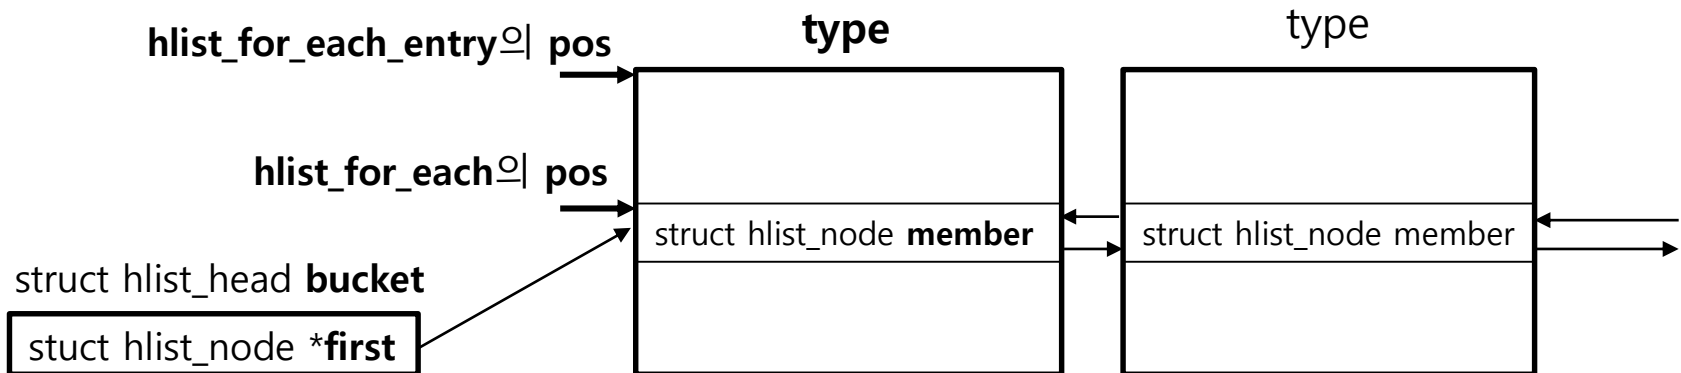 hlist_for_each_entry의 pos
type
type
hlist_for_each의 pos
struct hlist_node member
struct hlist_node member
struct hlist_head bucket
stuct hlist_node *first